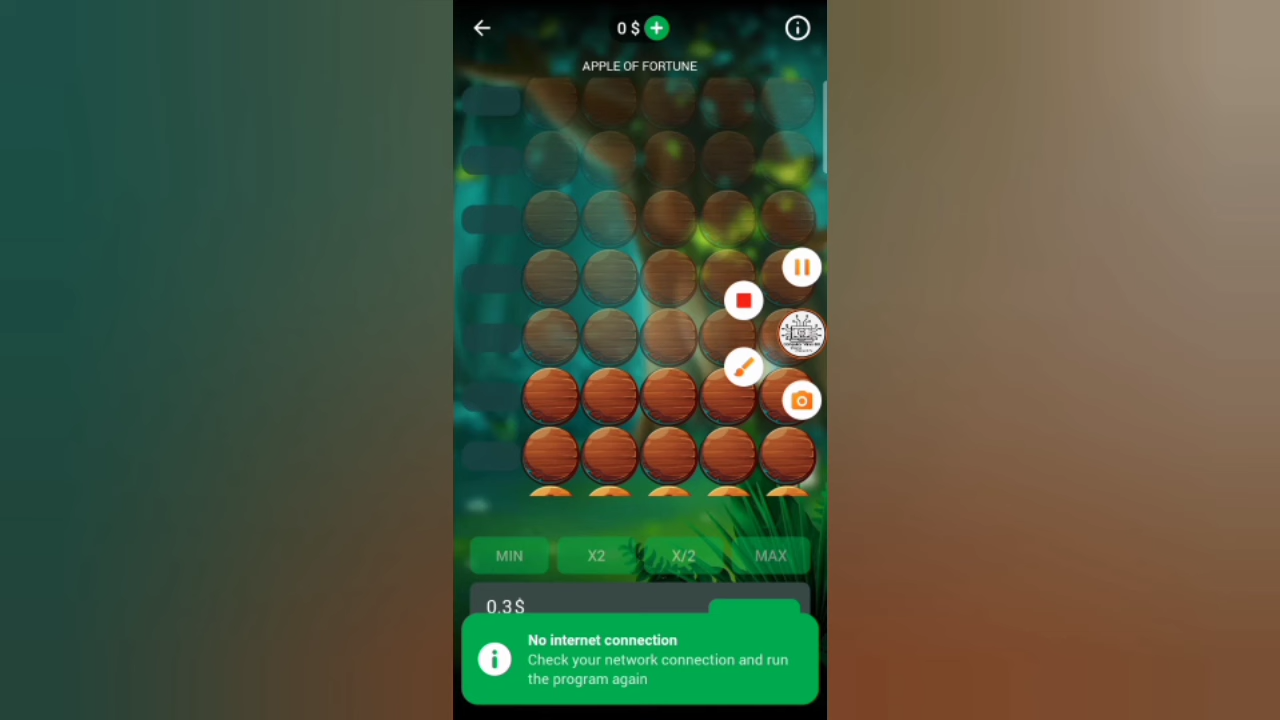 0 $
APPLE OF FORTUNE
MIN X2 X/2 MAX
0.3 $
No internet connection
Check your network connection and run
the program again